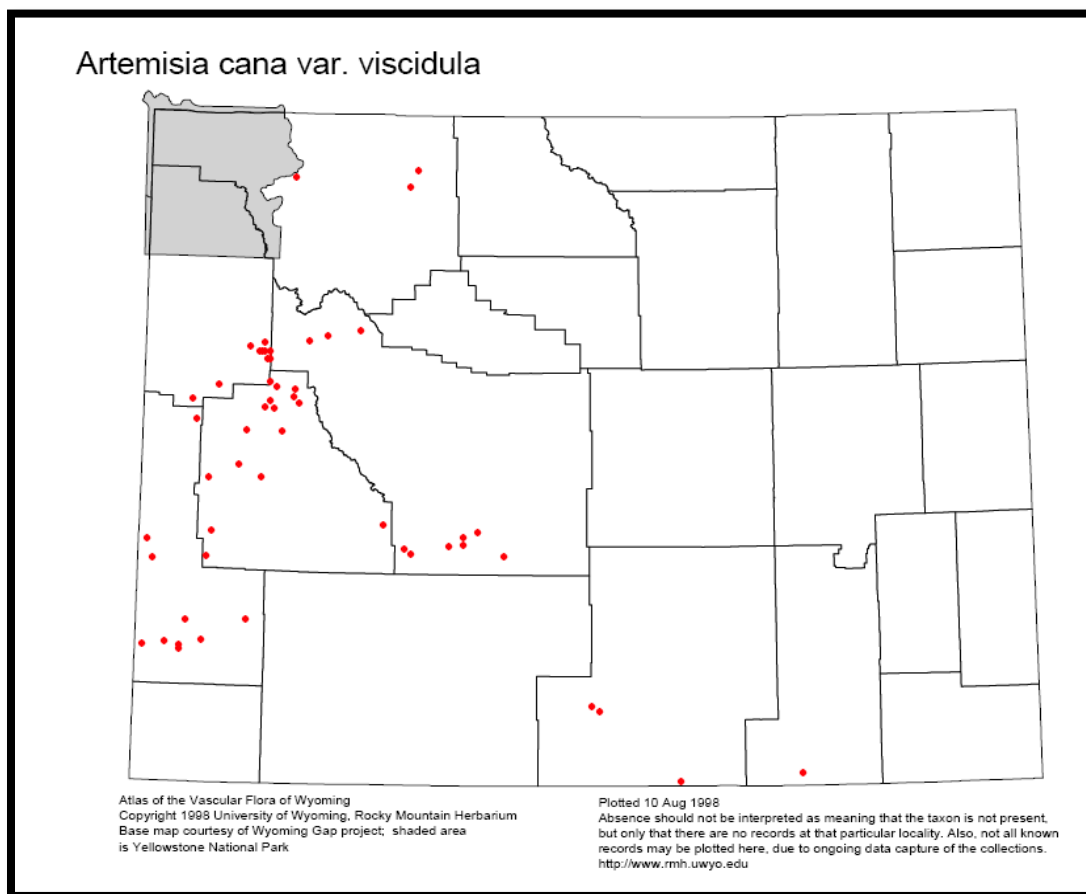 Artemisia cana var. viscidula
Atlas of the Vascular Flora of Wyoming
Copyright 1998 University of Wyoming, Rocky Mountain Herbarium
Base map courtesy of Wyoming Gap project; shaded area
is Yellowstone National Park
Plotted 10 Aug 1998
Absence should not be interpreted as meaning that the taxon is not present,
but only that there are no records at that particular locality. Also, not all known
records may be plotted here, due to ongoing data capture of the collections.
http://www.rmh.uwyo.edu